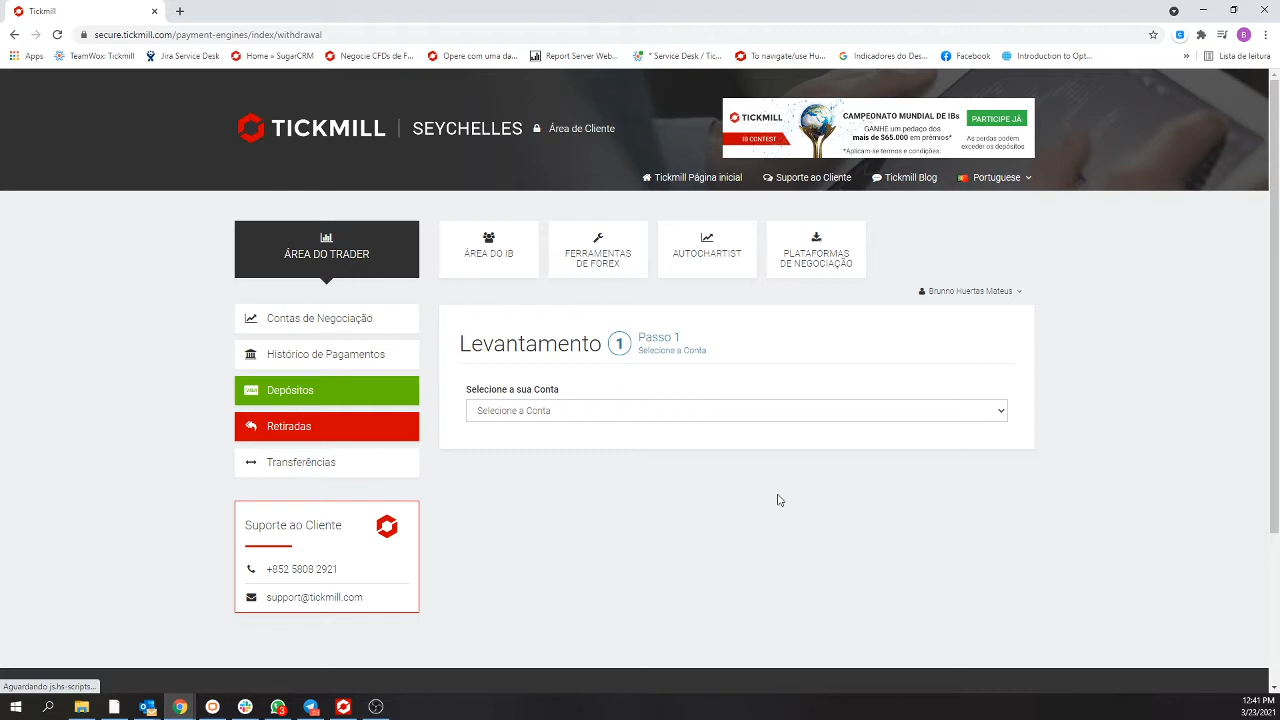 Tickmill
secure.tickmill.com/payment-engines/index/withdrawal
B
Apps
TeamWox: Tickmill
Jira Service Desk
Home » SugarCRM
Negocie CFDs de F...
Opere com uma da...
Report Server Web...
* Service Desk / Tic...
To navigate/use Hu...
Indicadores do Des...
Facebook
Introduction to Opt...
»
Lista de leitura
TICKMILL
SEYCHELLES
Área de Cliente
TICKMILL
IB CONTEST
CAMPEONATO MUNDIAL DE IBs
GANHE um pedaço dos
mais de $65.000 em prémios*
*Aplicam-se termos e condições.
PARTICIPE JÁ
As perdas podem
exceder os depósitos
Tickmill Página inicial
Suporte ao Cliente
Tickmill Blog
Portuguese
ÁREA DO TRADER
ÁREA DO IB
FERRAMENTAS
DE FOREX
AUTOCHARTIST
PLATAFORMAS
DE NEGOCIAÇÃO
Brunno Huertas Mateus
Contas de Negociação
Histórico de Pagamentos
Depósitos
Retiradas
Transferências
Levantamento
1
Passo 1
Selecione a Conta
Selecione a sua Conta
Selecione a Conta
Suporte ao Cliente
+852 5808 2921
support@tickmill.com
Aguardando js.hs-scripts...
3
12:41 PM
3/23/2021